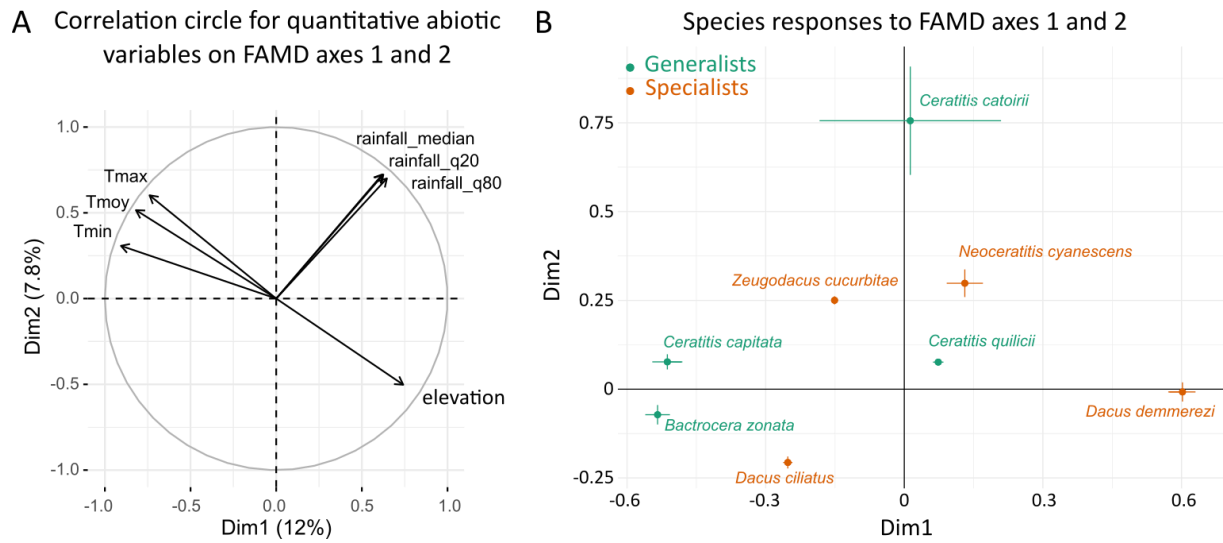 A
Correlation circle for quantitative abiotic
variables on FAMD axes 1 and 2
1.0
0.5
0.0
-0.5
-1.0
Dim2 (7.8%)
rainfall_median
rainfall_q20
rainfall_q80
Tmax
Tmoy
Tmin
elevation
-1.0
-0.5
0.0
0.5
1.0
Dim1 (12%)
B
Species responses to FAMD axes 1 and 2
Generalists
Specialists
0.75
0.5
0.25
0
-0.25
Dim2
Ceratitis catoirii
Neoceratitis cyanescens
Zeugodacus cucurbitae
Ceratitis capitata
Ceratitis quilicii
Bactrocera zonata
Dacus demmerezi
Dacus ciliatus
-0.6
-0.3
0
0.3
0.6
Dim1